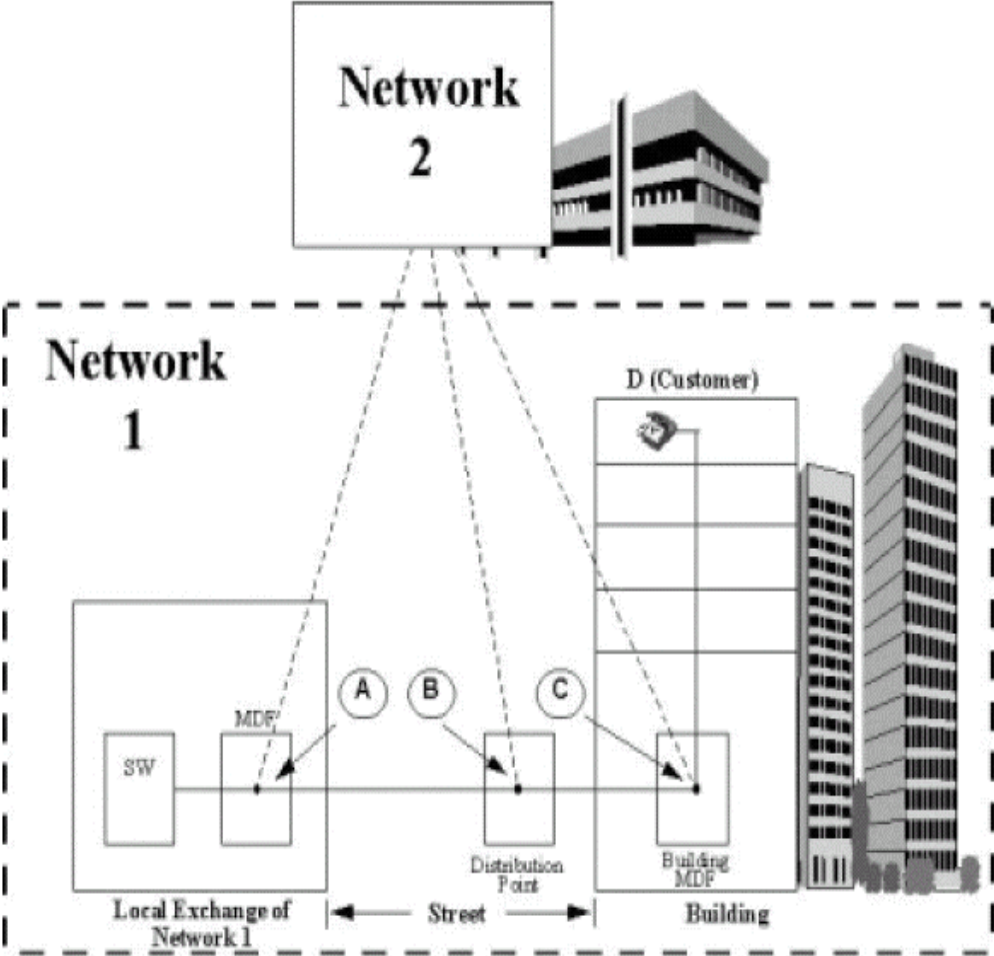 Network
2
Network
1
D (Customer)
A
B
C
MDF
SW
Distribution
Point
Building
MDF
Local Exchange of
Network 1
Street
Building